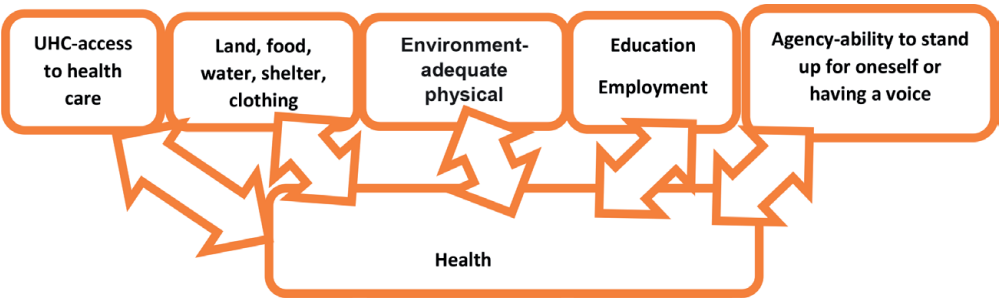 UHC-access
to health
care
Land, food,
water, shelter,
clothing
Environment-
adequate
physical
Education
Employment
Agency-ability to stand
up for oneself or
having a voice
Health